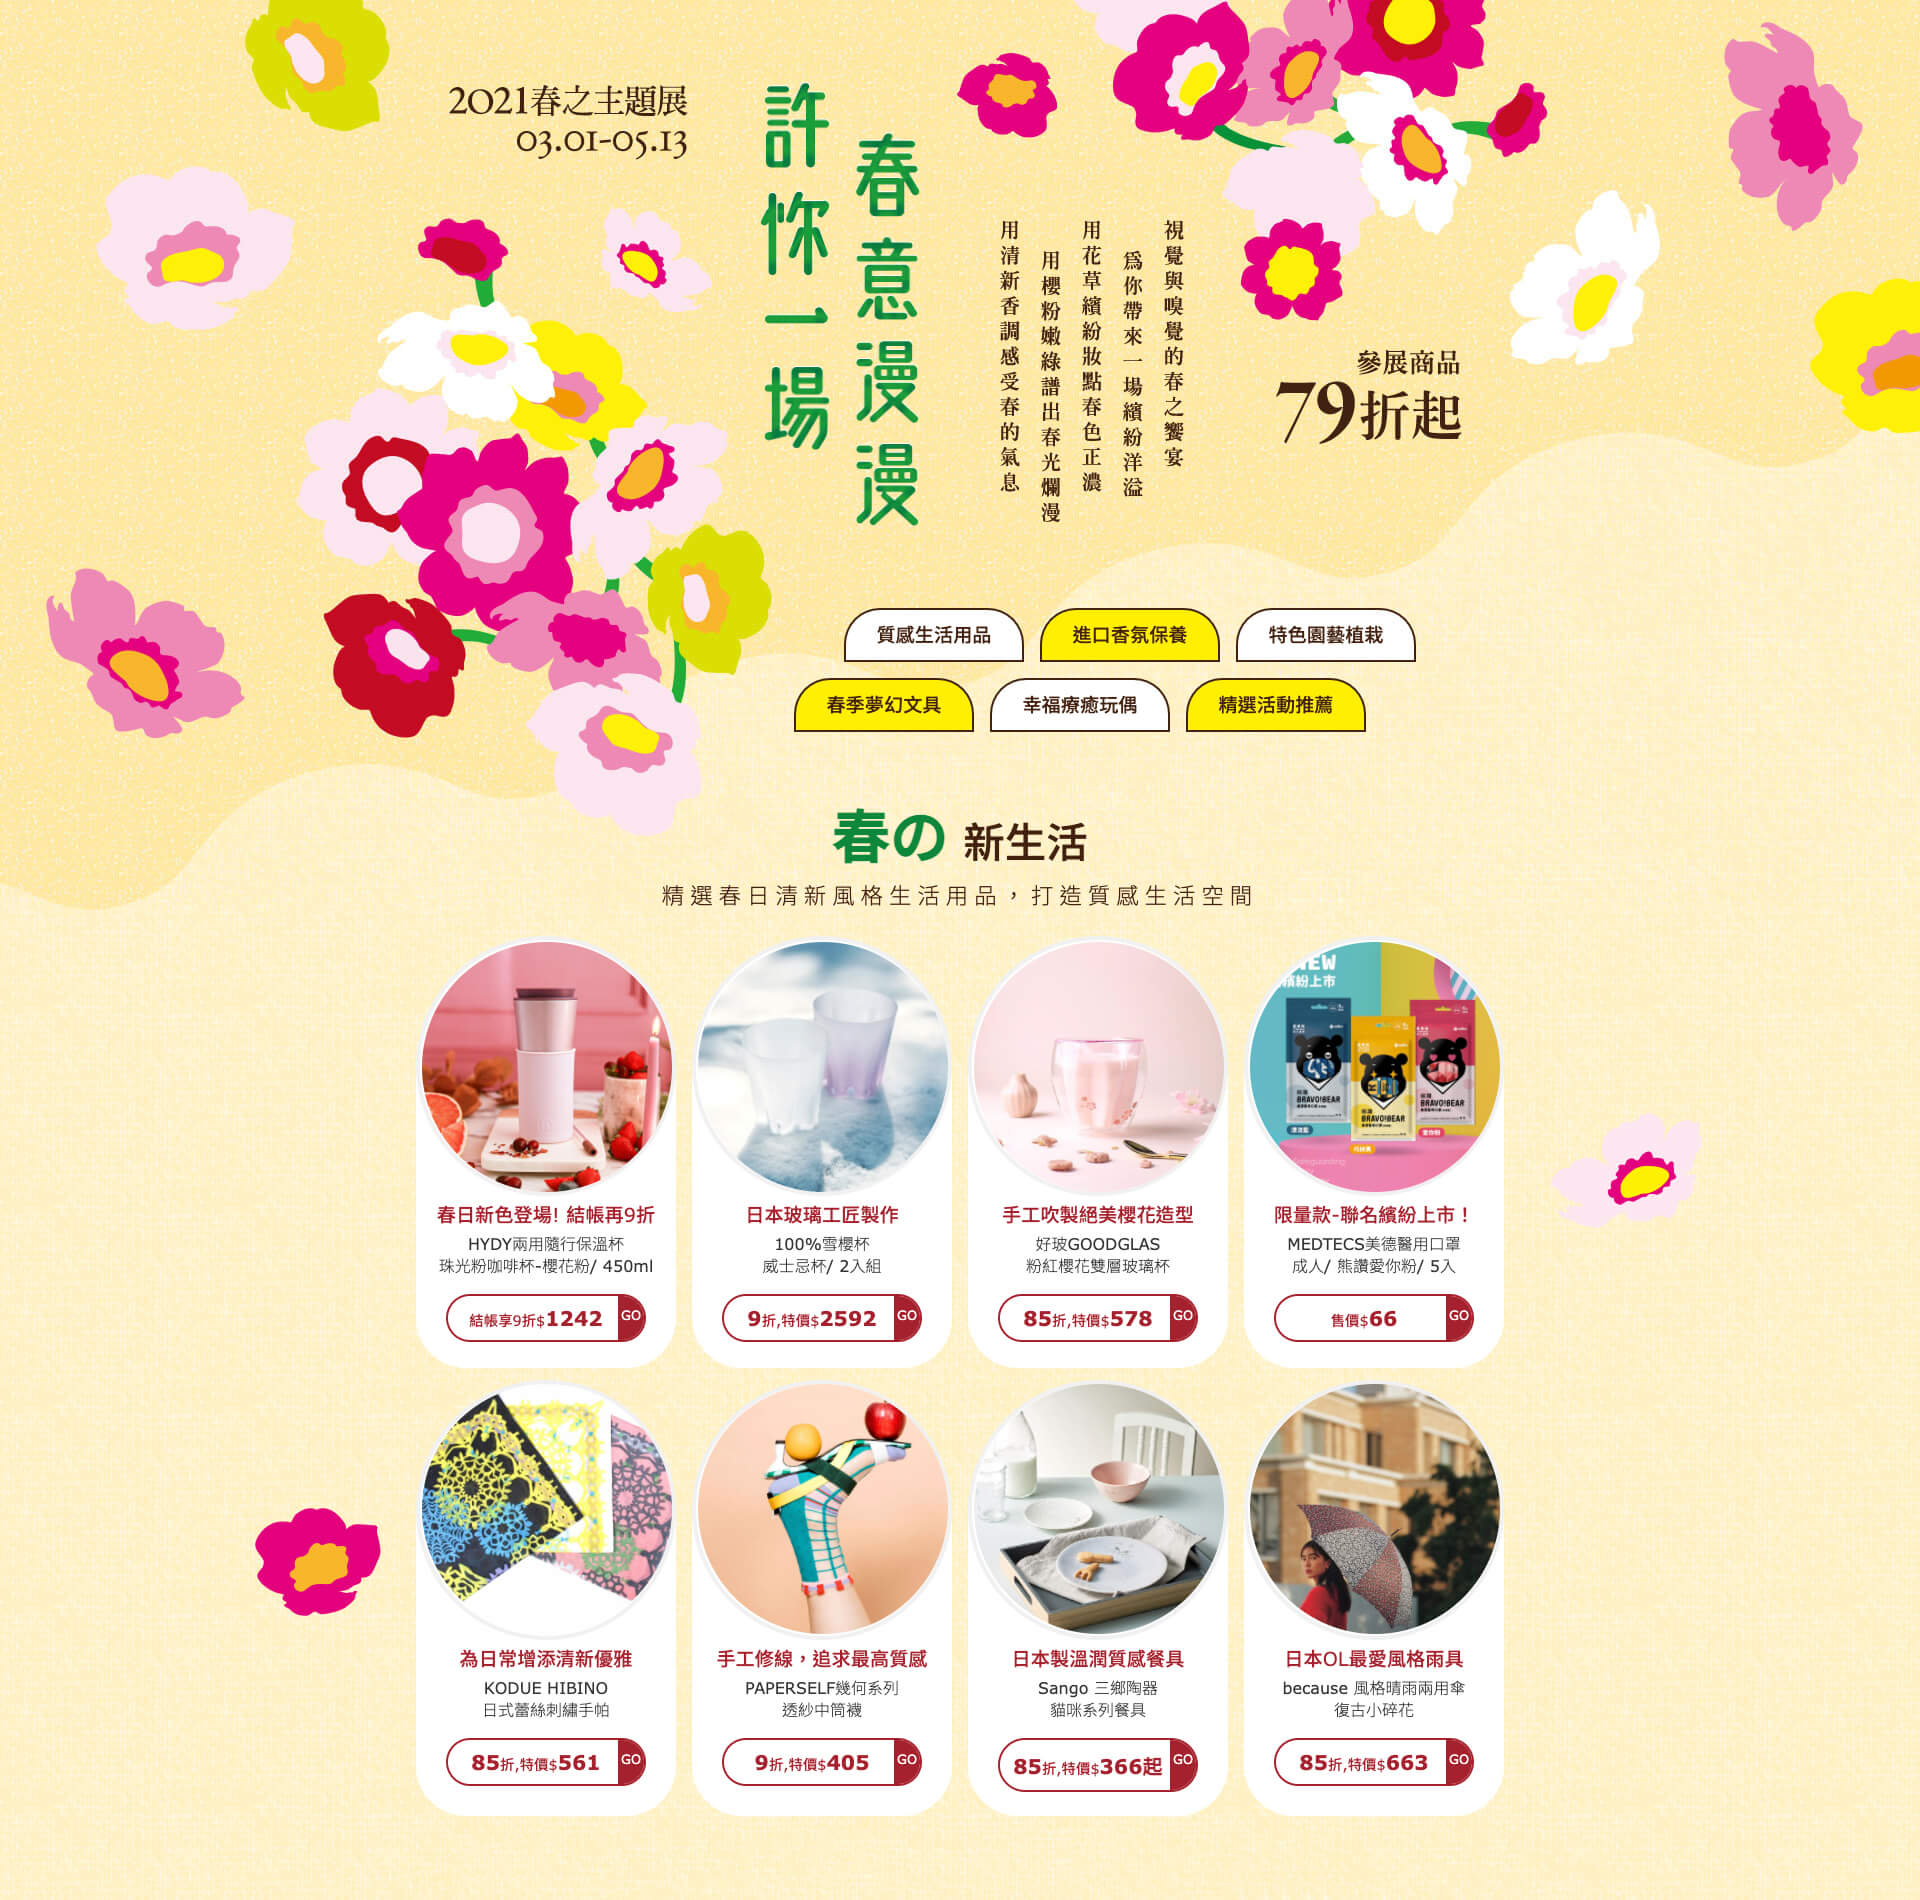 2021春之主題展
03.01-05.13
春意漫漫
許你一場
視覺與嗅覺的春之饗宴
為你帶來一場繽紛洋溢
用花草繽紛妝點春色正濃
用櫻粉嫩綠譜出春光爛漫
用清新香調感受春的氣息
參展商品
79折起
質感生活用品
進口香氛保養
特色園藝植栽
春季夢幻文具
幸福療癒玩偶
精選活動推薦
春の 新生活
精選春日清新風格生活用品，打造質感生活空間
春日新色登場! 結帳再9折
HYDY兩用隨行保溫杯
珠光粉咖啡杯-櫻花粉/ 450ml
結帳享9折$1242 GO
日本玻璃工匠製作
100%雪櫻杯
威士忌杯/ 2入組
9折,特價$2592 GO
手工吹製絕美櫻花造型
好玻GOODGLAS
粉紅櫻花雙層玻璃杯
85折,特價$578 GO
NEW
繽紛上市
BRAVO!BEAR
BRAVO!BEAR
BRAVO!BEAR
限量款-聯名繽紛上市！
MEDTECS美德醫用口罩
成人/ 熊讚愛你粉/ 5入
售價$66 GO
為日常增添清新優雅
KODUE HIBINO
日式蕾絲刺繡手帕
85折,特價$561 GO
手工修線，追求最高質感
PAPERSELF幾何系列
透紗中筒襪
9折,特價$405 GO
日本製溫潤質感餐具
Sango 三鄉陶器
貓咪系列餐具
85折,特價$366起 GO
日本OL最愛風格雨具
because 風格晴雨兩用傘
復古小碎花
85折,特價$663 GO